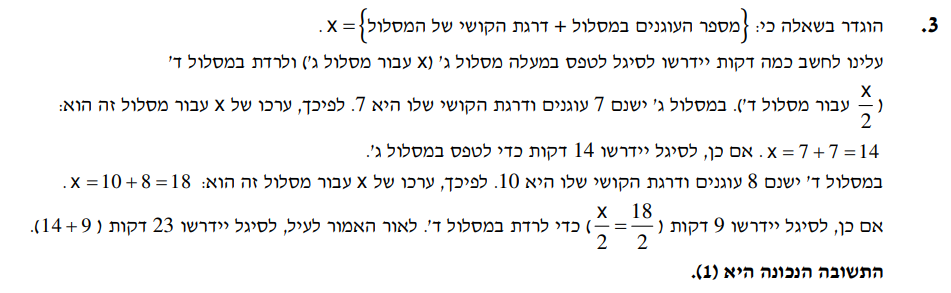 3. הוגדר בשאלה כי: {מספר העוגנים במסלול + דרגת הקושי של המסלול} = x .
עלינו לחשב כמה דקות יידרשו לסיגל לטפס במעלה מסלול ג' (x עבור מסלול ג') ולרדת במסלול ד'
(x/2 עבור מסלול ד'). במסלול ג' ישנם 7 עוגנים ודרגת הקושי שלו היא 7. לפיכך, ערכו של x עבור מסלול זה הוא:
x = 7 + 7 = 14 . אם כן, לסיגל יידרשו 14 דקות כדי לטפס במסלול ג'.
במסלול ד' ישנם 8 עוגנים ודרגת הקושי שלו היא 10. לפיכך, ערכו של x עבור מסלול זה הוא: x = 10 + 8 = 18 .
אם כן, לסיגל יידרשו 9 דקות (x/2 = 18/2) כדי לרדת במסלול ד'. לאור האמור לעיל, לסיגל יידרשו 23 דקות (14 + 9).
התשובה הנכונה היא (1).